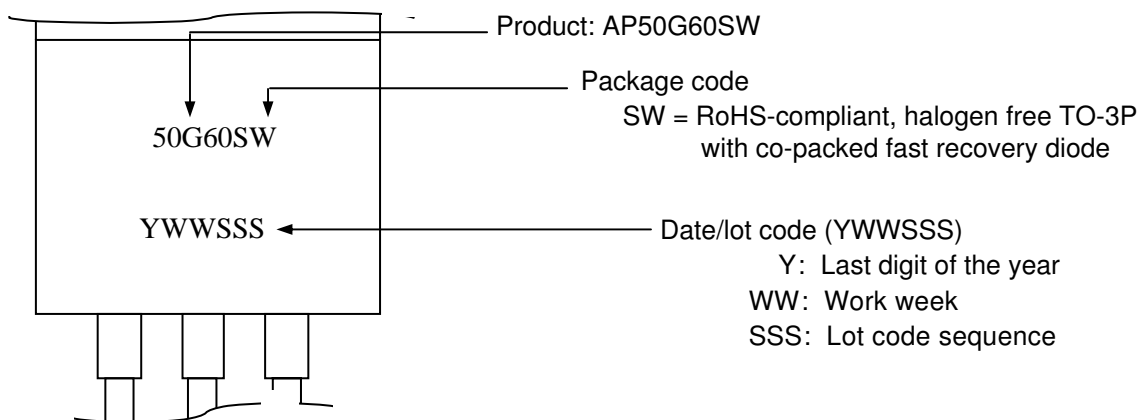 Product: AP50G60SW
Package code
SW = RoHS-compliant, halogen free TO-3P
with co-packed fast recovery diode
50G60SW
YWWSSS
Date/lot code (YWWSSS)
Y: Last digit of the year
WW: Work week
SSS: Lot code sequence